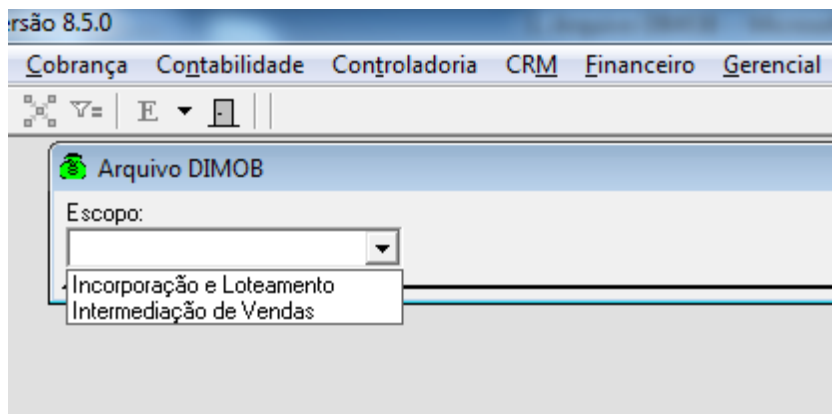 rsão 8.5.0
Cobrança Contabilidade Controladoria CRM Financeiro Gerencial
E
Arquivo DIMOB
Escopo:
Incorporação e Loteamento
Intermediação de Vendas